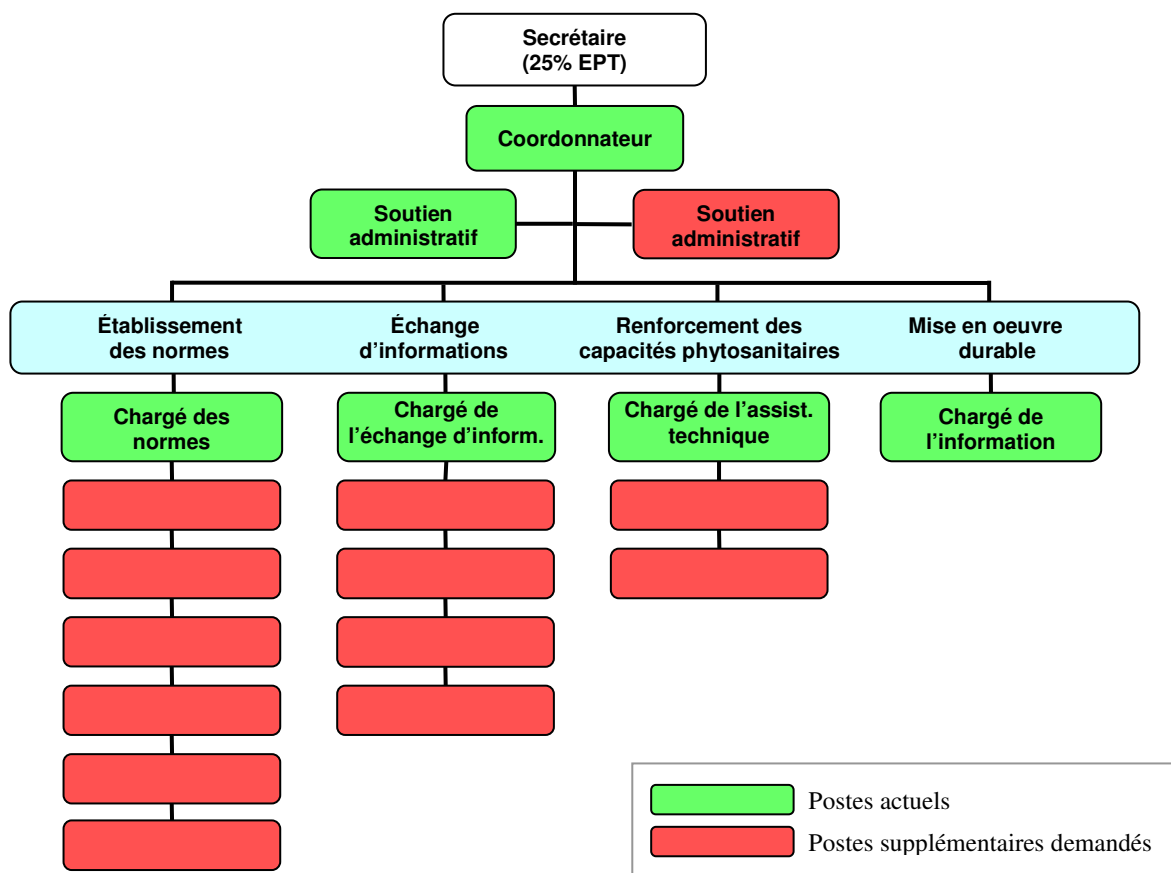 Secrétaire
(25% EPT)
Coordonnateur
Soutien
administratif
Soutien
administratif
Établissement
des normes
Échange
d’informations
Renforcement des
capacités phytosanitaires
Mise en oeuvre
durable
Chargé des
normes
Chargé de
l’échange d’inform.
Chargé de l’assist.
technique
Chargé de
l’information
Postes actuels
Postes supplémentaires demandés